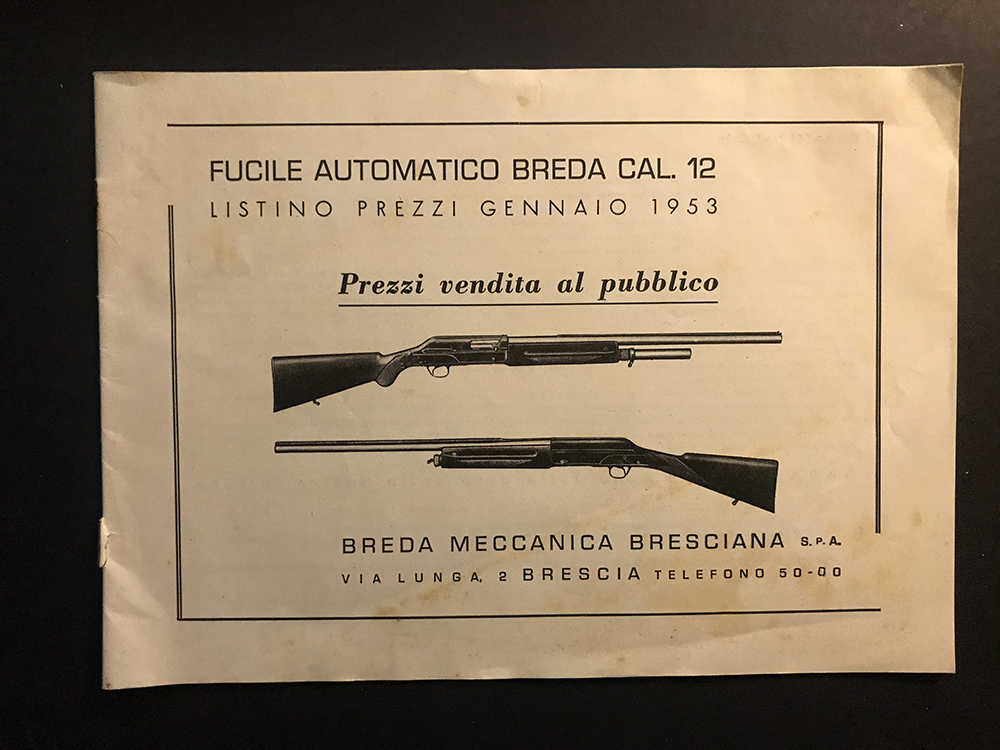 FUCILE AUTOMATICO BREDA CAL. 12
LISTINO PREZZI GENNAIO 1953
Prezzi vendita al pubblico
BREDA MECCANICA BRESCIANA S.P.A.
VIA LUNGA, 2 BRESCIA TELEFONO 50-00